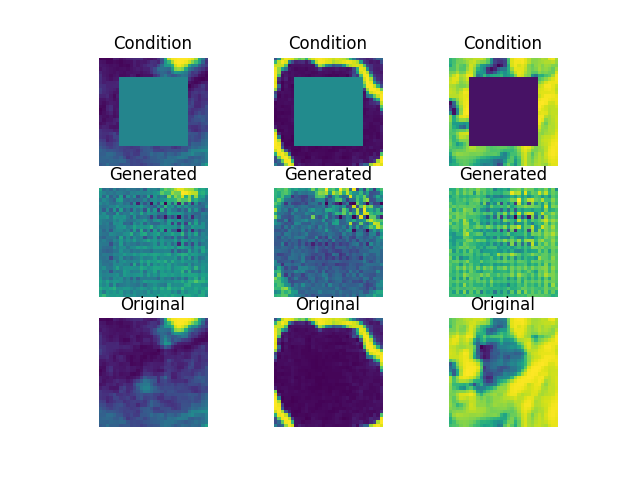 Condition Condition Condition
Generated Generated Generated
Original Original Original